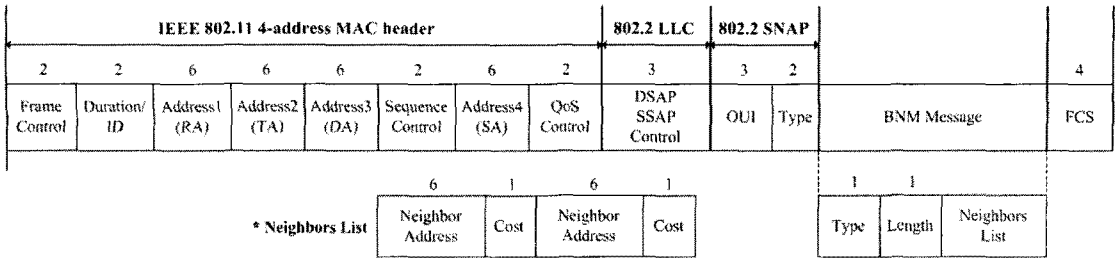 IEEE 802.11 4-address MAC header 802.2 LLC 802.2 SNAP
2 2 6 6 6 2 6 2 3 3 2 4
Frame Control
Duration/ ID
Address1 (RA)
Address2 (TA)
Address3 (DA)
Sequence Control
Address4 (SA)
QoS Control
DSAP
SSAP
Control
OUI
Type
BNM Message
FCS
6 1 6 1 1 1
* Neighbors List
Neighbor Address
Cost
Neighbor Address
Cost
Type
Length
Neighbors List